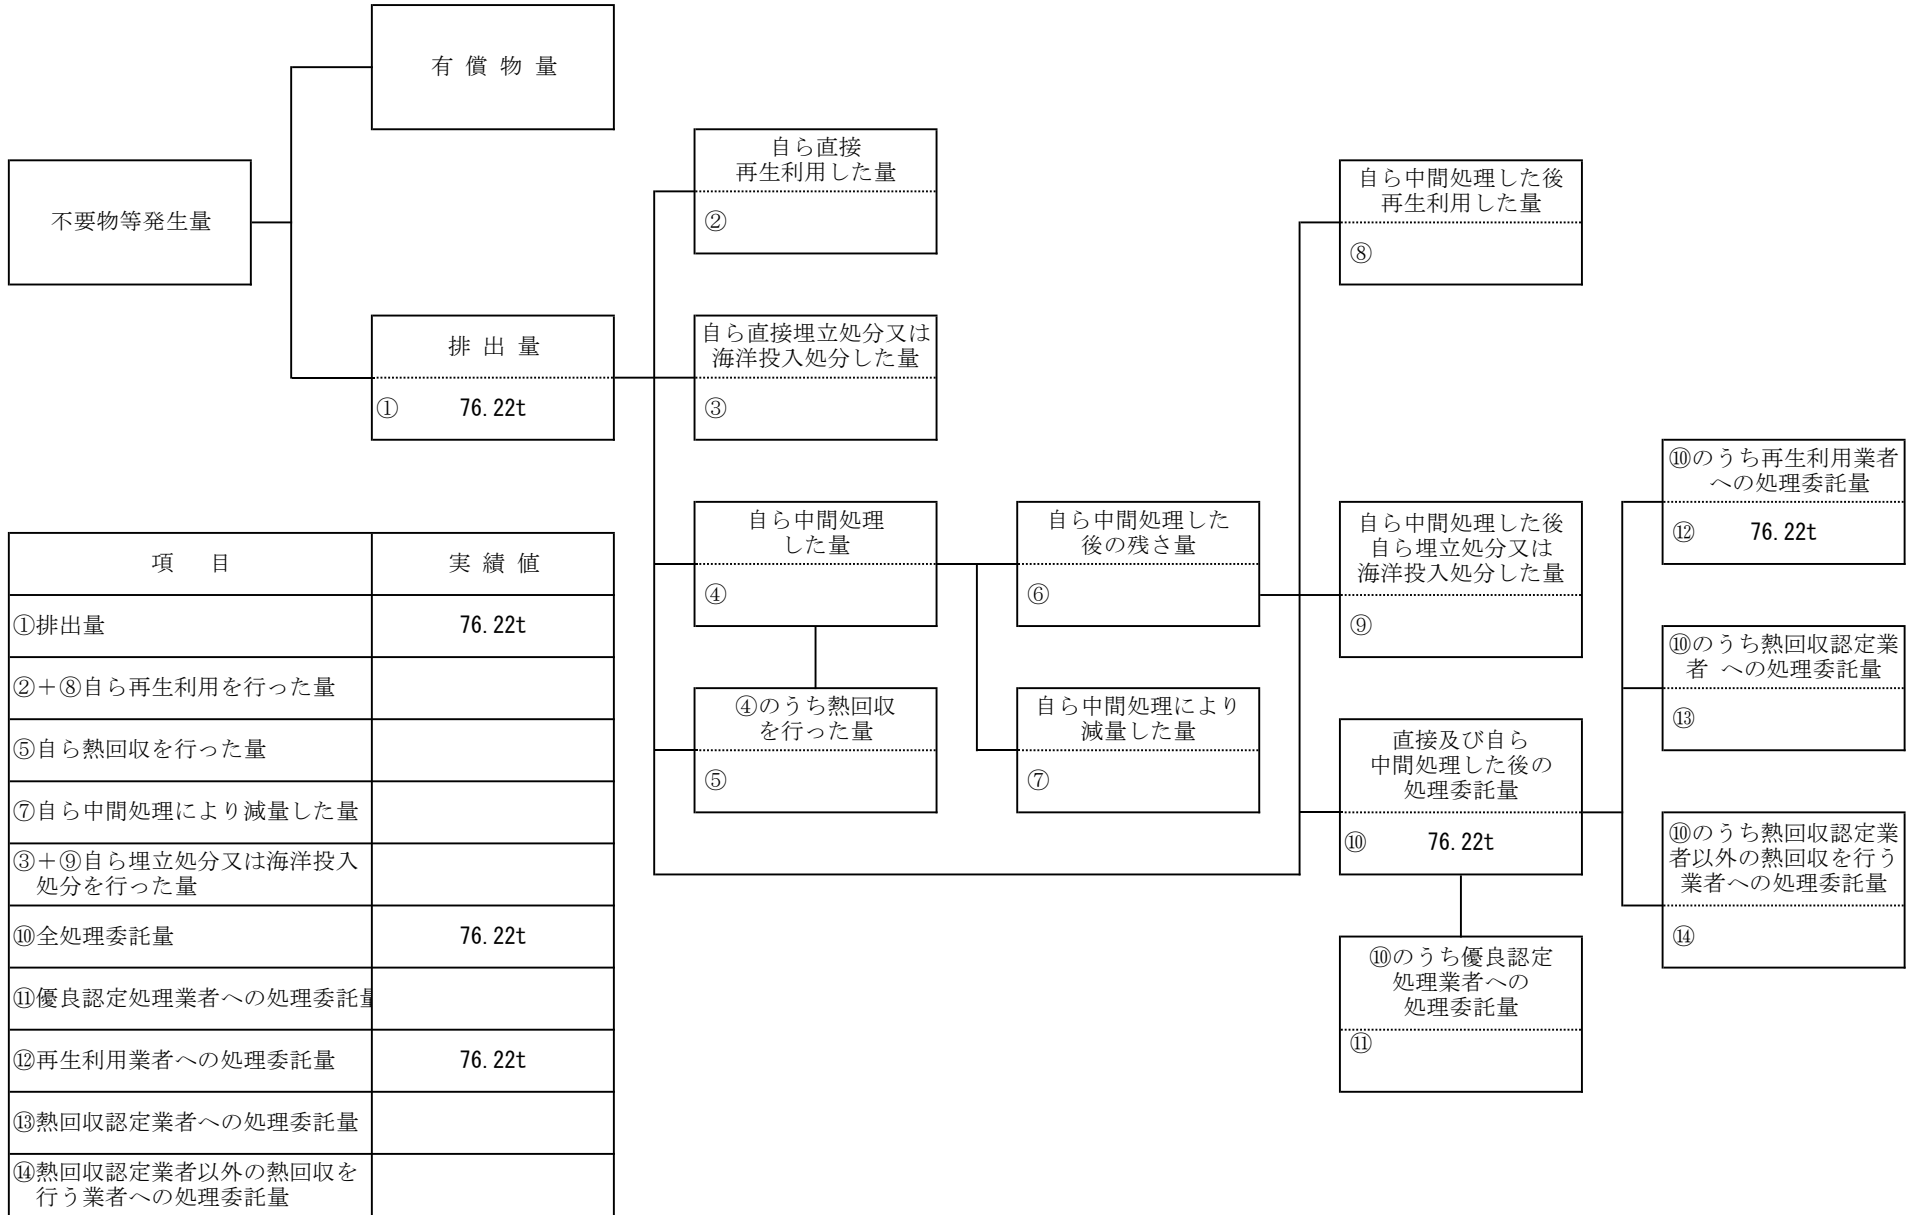 有 償 物 量
不要物等発生量
排 出 量
① 76.22t
自ら直接
再生利用した量
②
自ら直接埋立処分又は
海洋投入処分した量
③
自ら中間処理
した量
④
④のうち熱回収
を行った量
⑤
自ら中間処理した
後の残さ量
⑥
自ら中間処理により
減量した量
⑦
自ら中間処理した後
再生利用した量
⑧
自ら中間処理した後
自ら埋立処分又は
海洋投入処分した量
⑨
直接及び自ら
中間処理した後の
処理委託量
⑩ 76.22t
⑩のうち優良認定
処理業者への
処理委託量
⑪
⑩のうち再生利用業者
への処理委託量
⑫ 76.22t
⑩のうち熱回収認定業
者 への処理委託量
⑬
⑩のうち熱回収認定業
者以外の熱回収を行う
業者への処理委託量
⑭
項 目 実 績 値
①排出量 76.22t
②＋⑧自ら再生利用を行った量
⑤自ら熱回収を行った量
⑦自ら中間処理により減量した量
③＋⑨自ら埋立処分又は海洋投入
処分を行った量
⑩全処理委託量 76.22t
⑪優良認定処理業者への処理委託量
⑫再生利用業者への処理委託量 76.22t
⑬熱回収認定業者への処理委託量
⑭熱回収認定業者以外の熱回収を
行う業者への処理委託量